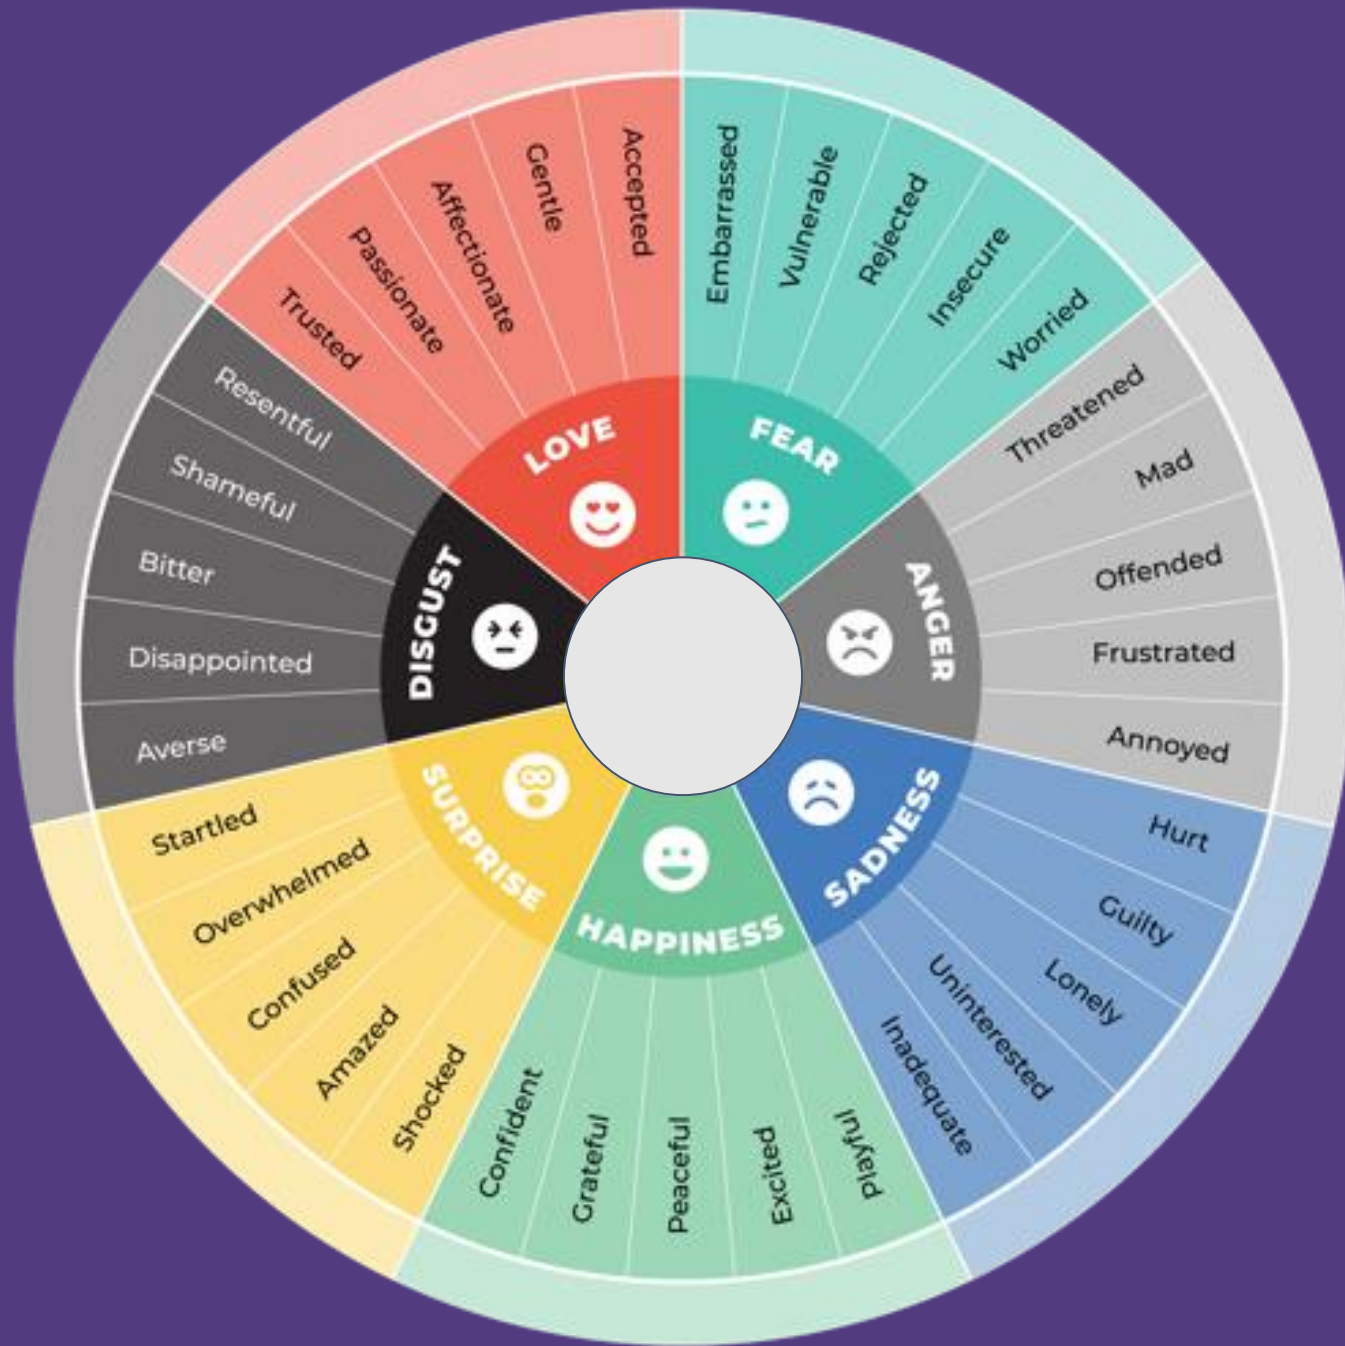 LOVE
Trusted
Passionate
Affectionate
Gentle
Accepted
FEAR
Embarrassed
Vulnerable
Rejected
Insecure
Worried
ANGER
Threatened
Mad
Offended
Frustrated
Annoyed
SADNESS
Hurt
Guilty
Lonely
Uninterested
Inadequate
HAPPINESS
Playful
Excited
Peaceful
Grateful
Confident
SURPRISE
Shocked
Amazed
Confused
Overwhelmed
Startled
DISGUST
Averse
Disappointed
Bitter
Shameful
Resentful